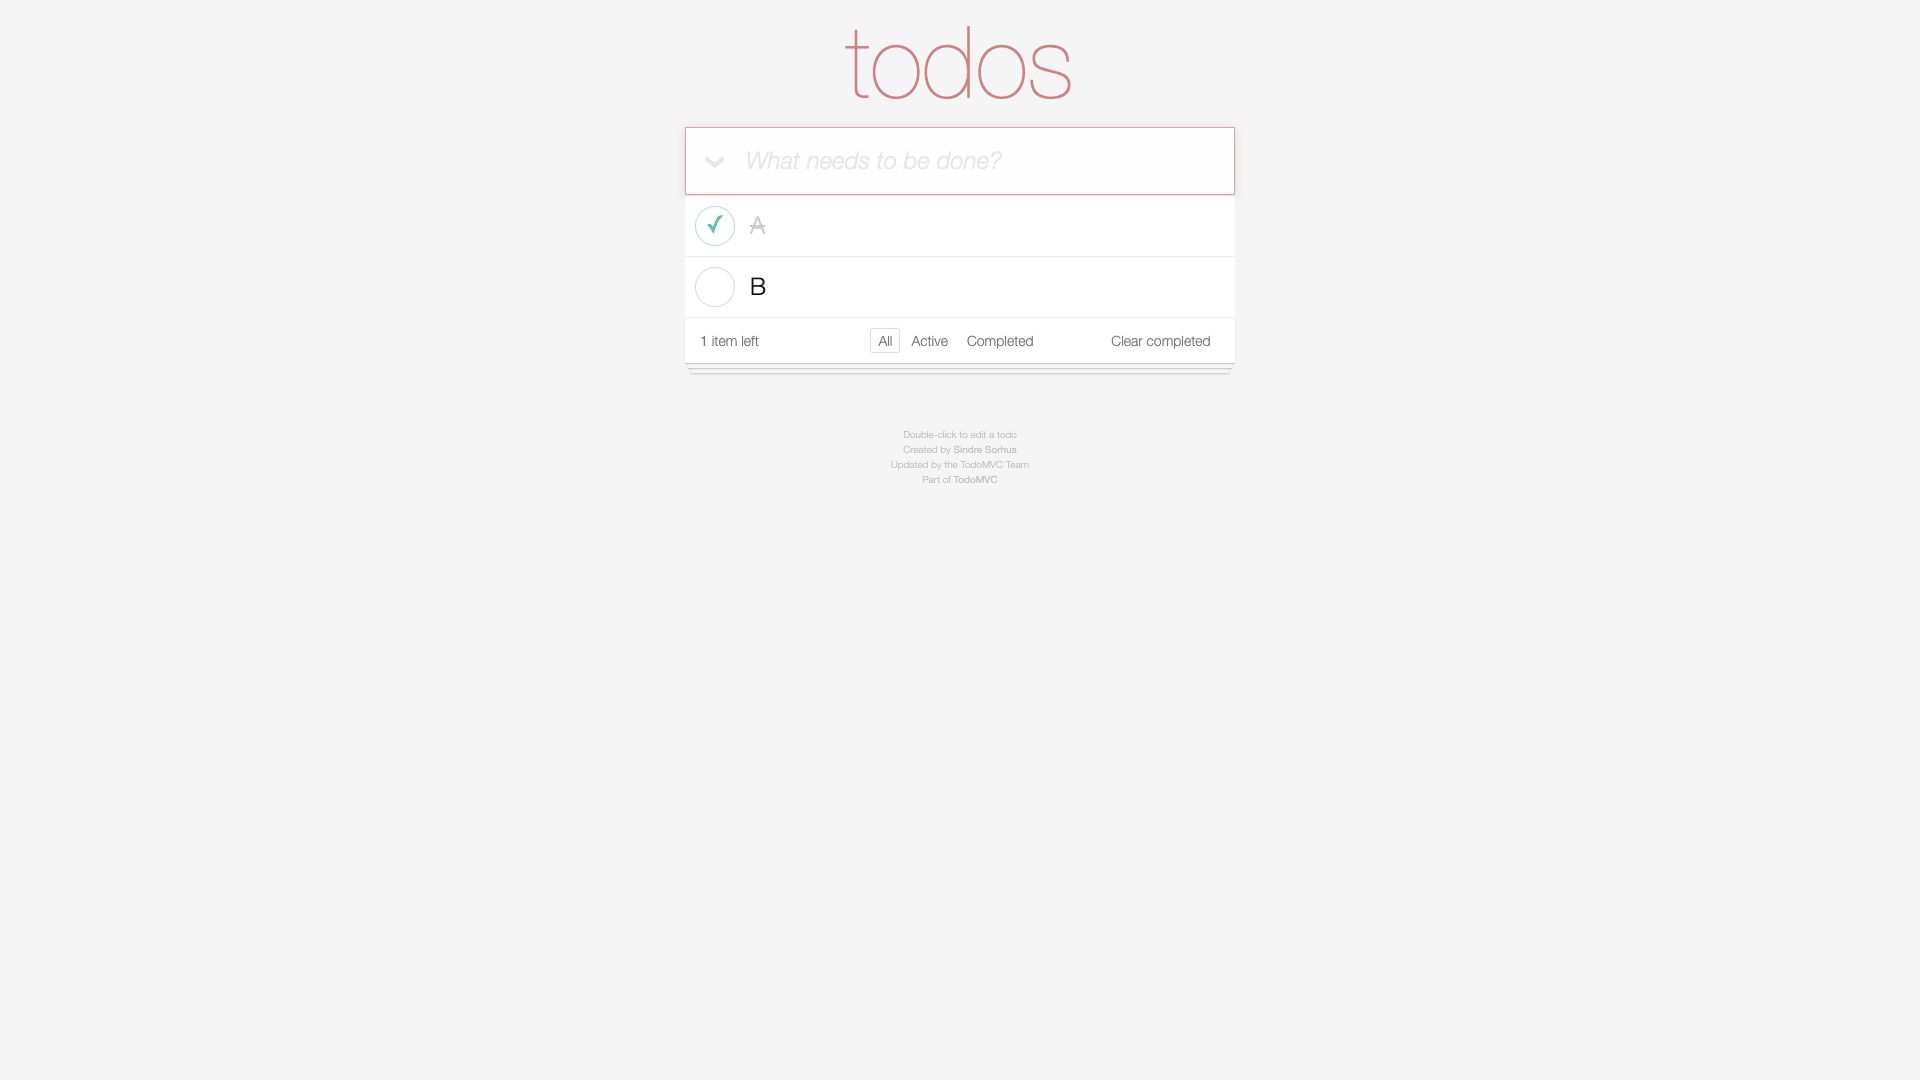 todos
What needs to be done?
A
B
1 item left All Active Completed Clear completed
Double-click to edit a todo
Created by Sindre Sorhus
Updated by the TodoMVC Team
Part of TodoMVC